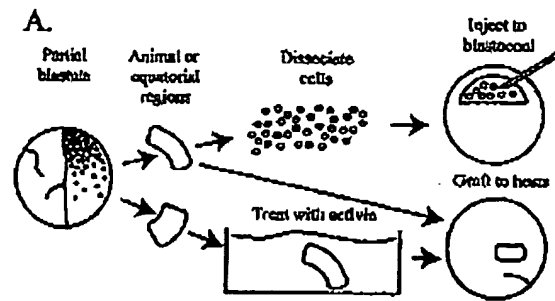 A.
Partial
blastula
Animal or
equatorial
regions
Dissociate
cells
Inject to
blastocoel
Graft to hosts
Treat with activin